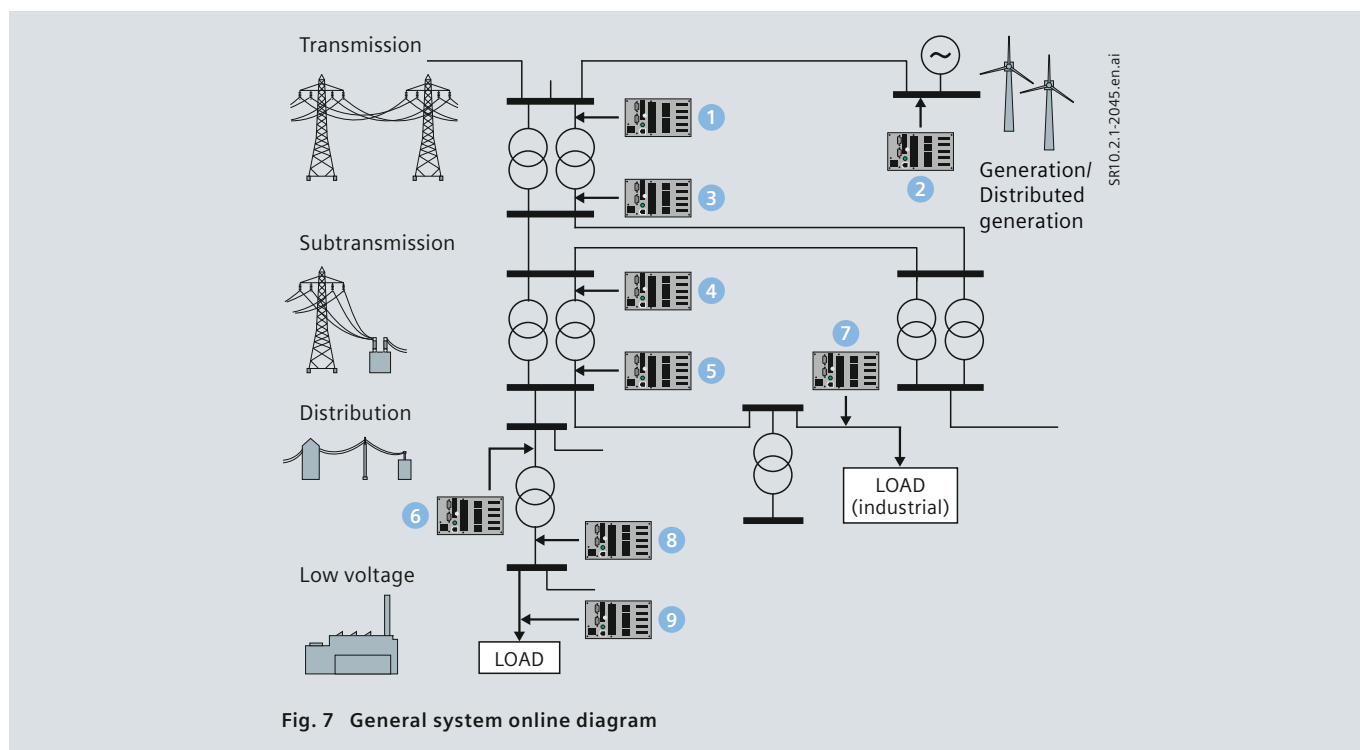 Transmission
SR10.2.1-2045.en.ai
1
2
Generation/
Distributed
generation
3
Subtransmission
4
7
5
Distribution
LOAD
(industrial)
6
8
Low voltage
9
LOAD
Fig. 7 General system online diagram